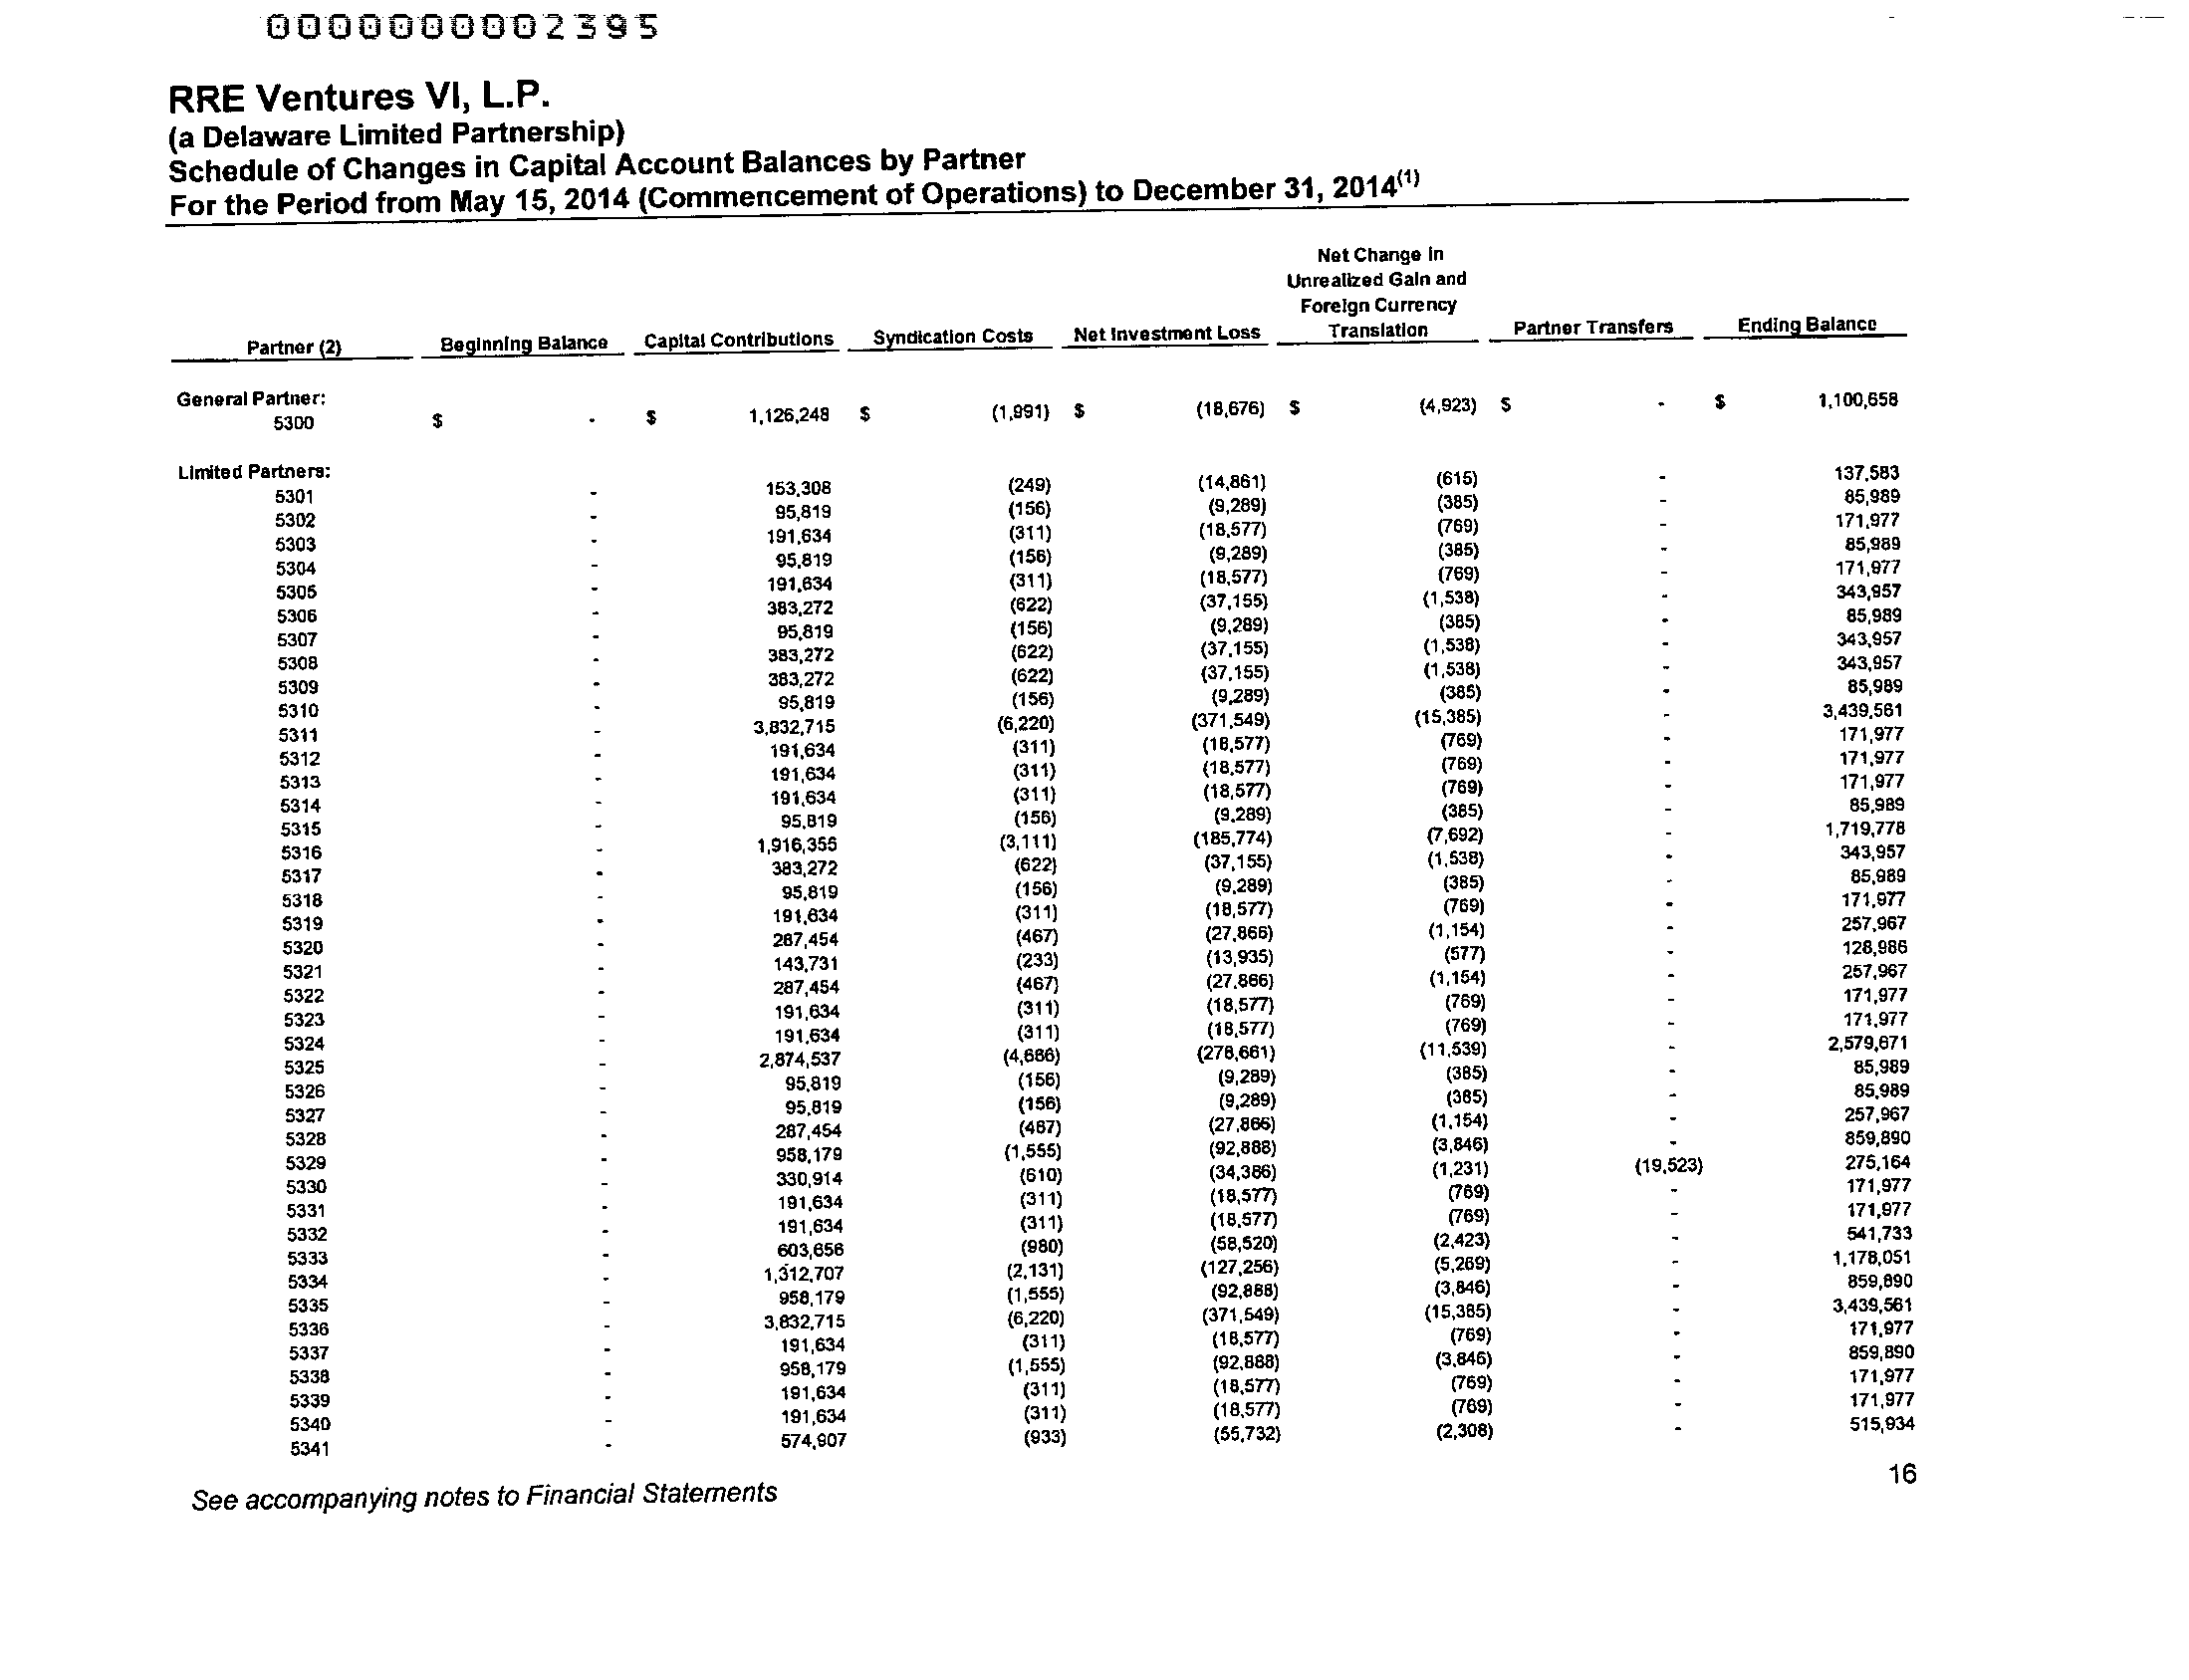 0000000002395
RRE Ventures VI, L.P.
(a Delaware Limited Partnership)
Schedule of Changes in Capital Account Balances by Partner
For the Period from May 15, 2014 (Commencement of Operations) to December 31, 2014(1)
Net Change in
Unrealized Gain and
Foreign Currency
Partner (2) Beginning Balance Capital Contributions Syndication Costs Net Investment Loss Translation Partner Transfers Ending Balance
General Partner:
5300 $ - $ 1,126,248 $ (1,991) $ (18,676) $ (4,923) $ - $ 1,100,658
Limited Partners:
5301 - 153,308 (249) (14,861) (615) - 137,583
5302 - 95,819 (156) (9,289) (385) - 85,989
5303 - 191,634 (311) (18,577) (769) - 171,977
5304 - 95,819 (156) (9,289) (385) - 85,989
5305 - 191,634 (311) (18,577) (769) - 171,977
5306 - 383,272 (622) (37,155) (1,538) - 343,957
5307 - 95,819 (156) (9,289) (385) - 85,989
5308 - 383,272 (622) (37,155) (1,538) - 343,957
5309 - 383,272 (622) (37,155) (1,538) - 343,957
5310 - 95,819 (156) (9,289) (385) - 85,989
5311 - 3,832,715 (6,220) (371,549) (15,385) - 3,439,561
5312 - 191,634 (311) (18,577) (769) - 171,977
5313 - 191,634 (311) (18,577) (769) - 171,977
5314 - 191,634 (311) (18,577) (769) - 171,977
5315 - 95,819 (156) (9,289) (385) - 85,989
5316 - 1,916,355 (3,111) (185,774) (7,692) - 1,719,778
5317 - 383,272 (622) (37,155) (1,538) - 343,957
5318 - 95,819 (156) (9,289) (385) - 85,989
5319 - 191,634 (311) (18,577) (769) - 171,977
5320 - 287,454 (467) (27,866) (1,154) - 257,967
5321 - 143,731 (233) (13,935) (577) - 128,986
5322 - 287,454 (467) (27,866) (1,154) - 257,967
5323 - 191,634 (311) (18,577) (769) - 171,977
5324 - 191,634 (311) (18,577) (769) - 171,977
5325 - 2,874,537 (4,666) (278,661) (11,539) - 2,579,671
5326 - 95,819 (156) (9,289) (385) - 85,989
5327 - 95,819 (156) (9,289) (385) - 85,989
5328 - 287,454 (467) (27,866) (1,154) - 257,967
5329 - 958,179 (1,555) (92,888) (3,846) - 859,890
5330 - 330,914 (610) (34,386) (1,231) (19,523) 275,164
5331 - 191,634 (311) (18,577) (769) - 171,977
5332 - 191,634 (311) (18,577) (769) - 171,977
5333 - 603,656 (980) (58,520) (2,423) - 541,733
5334 - 1,312,707 (2,131) (127,256) (5,269) - 1,178,051
5335 - 958,179 (1,555) (92,888) (3,846) - 859,890
5336 - 3,832,715 (6,220) (371,549) (15,385) - 3,439,561
5337 - 191,634 (311) (18,577) (769) - 171,977
5338 - 958,179 (1,555) (92,888) (3,846) - 859,890
5339 - 191,634 (311) (18,577) (769) - 171,977
5340 - 191,634 (311) (18,577) (769) - 171,977
5341 - 574,907 (933) (55,732) (2,308) - 515,934
See accompanying notes to Financial Statements
16